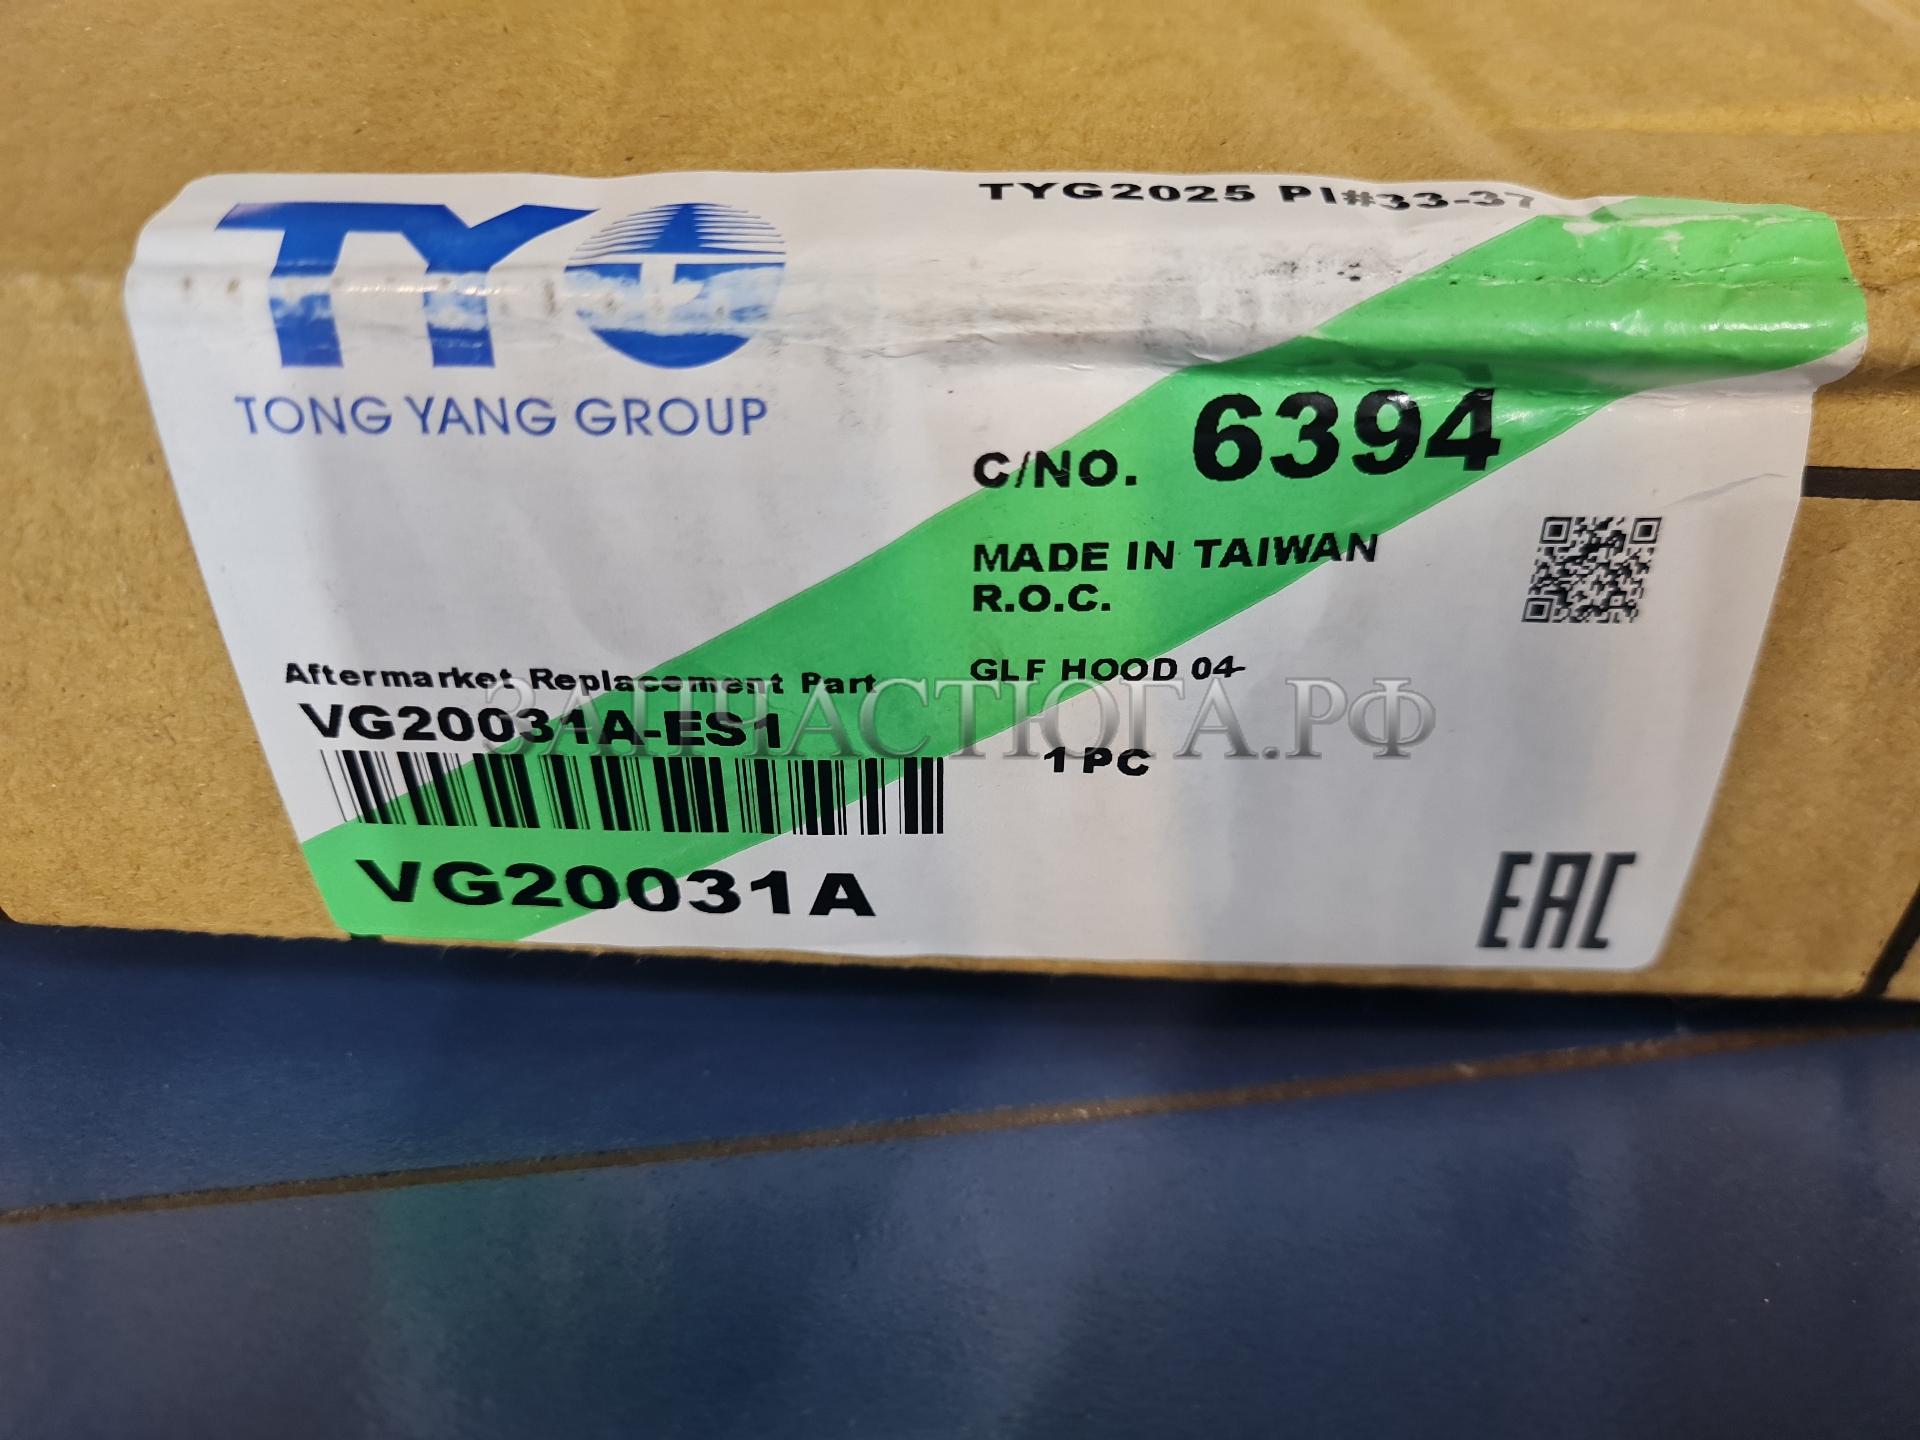 TYG2025 PI#33-37
TYG
TONG YANG GROUP
C/NO. 6394
MADE IN TAIWAN
R.O.C.
Aftermarket Replacement Part
GLF HOOD 04-
VG20031A-ES1
ЗАПЧАСТЮГА.РФ
1 PC
VG20031A
EAC